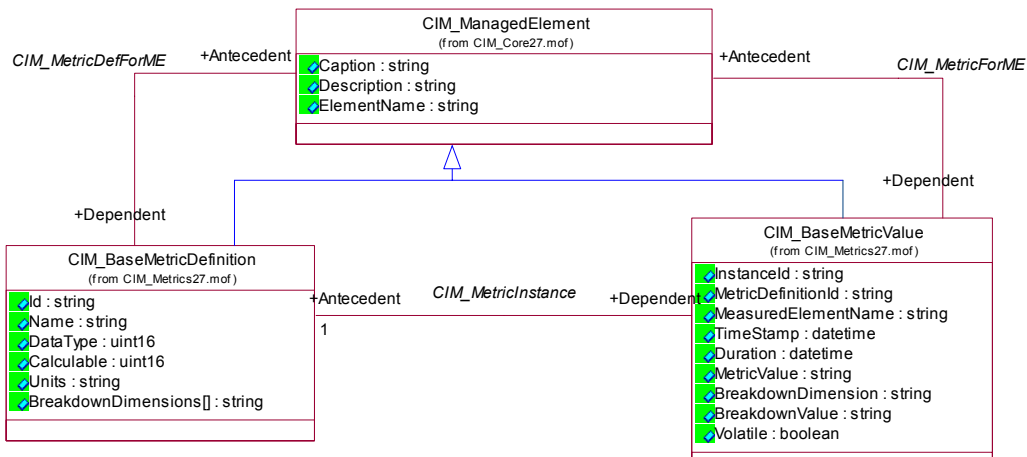 CIM_ManagedElement
(from CIM_Core27.mof)
Caption : string
Description : string
ElementName : string
CIM_MetricDefForME
+Antecedent
+Antecedent
CIM_MetricForME
+Dependent
+Dependent
CIM_BaseMetricDefinition
(from CIM_Metrics27.mof)
Id : string
Name : string
DataType : uint16
Calculable : uint16
Units : string
BreakdownDimensions[] : string
+Antecedent
1
CIM_MetricInstance
+Dependent
CIM_BaseMetricValue
(from CIM_Metrics27.mof)
InstanceId : string
MetricDefinitionId : string
MeasuredElementName : string
TimeStamp : datetime
Duration : datetime
MetricValue : string
BreakdownDimension : string
BreakdownValue : string
Volatile : boolean